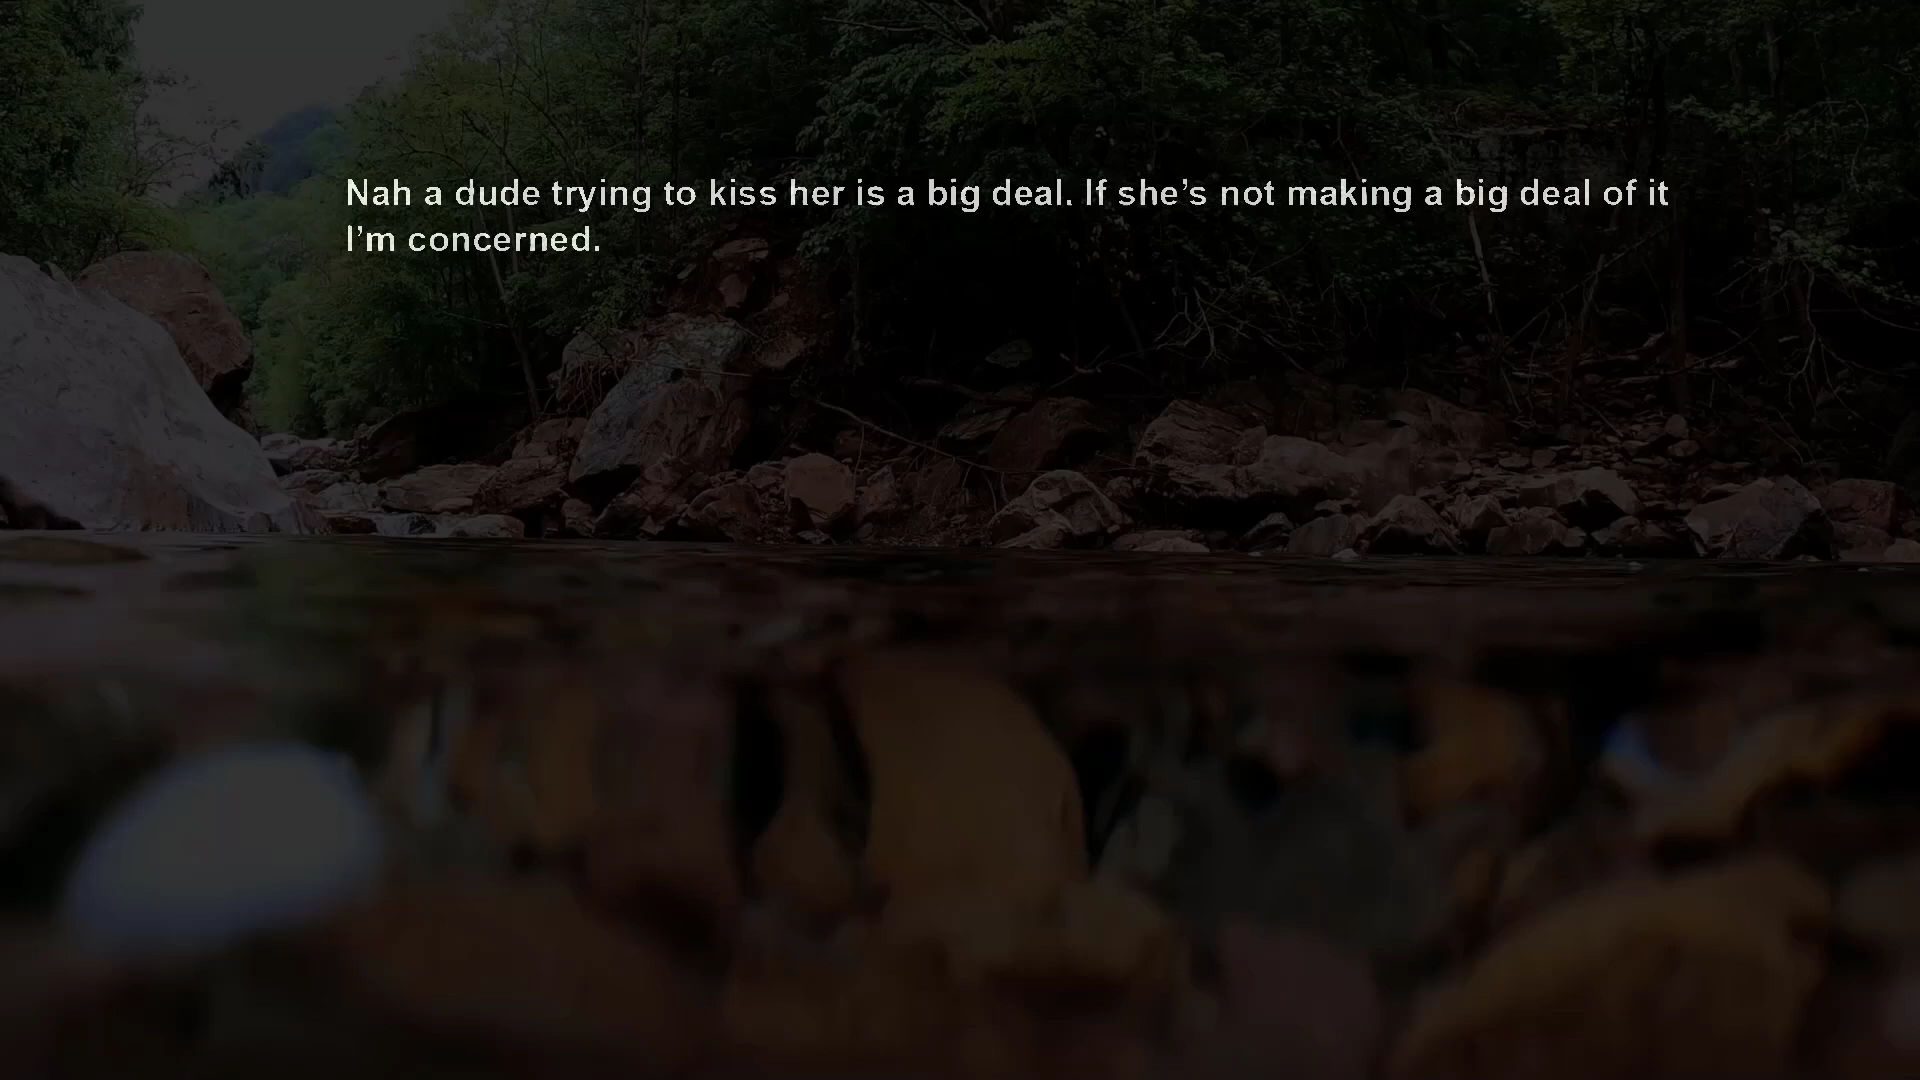 Nah a dude trying to kiss her is a big deal. If she’s not making a big deal of it
I’m concerned.